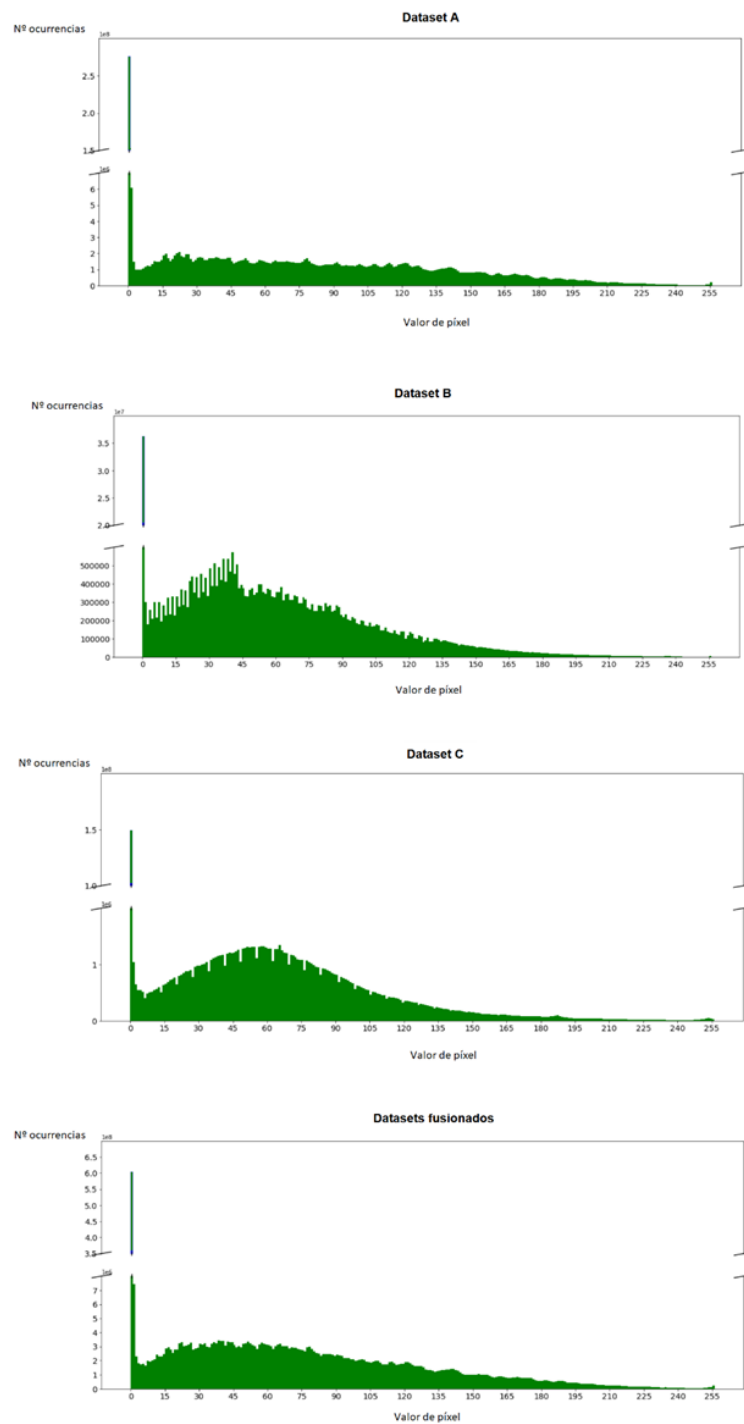 Dataset A
Nº ocurrencias
1e8
2.5
2.0
1.5
1e6
6
5
4
3
2
1
0
0 15 30 45 60 75 90 105 120 135 150 165 180 195 210 225 240 255
Valor de píxel
Dataset B
Nº ocurrencias
1e7
3.5
3.0
2.5
2.0
500000
400000
300000
200000
100000
0
0 15 30 45 60 75 90 105 120 135 150 165 180 195 210 225 240 255
Valor de píxel
Dataset C
Nº ocurrencias
1e8
1.5
1.0
1e6
1
0
0 15 30 45 60 75 90 105 120 135 150 165 180 195 210 225 240 255
Valor de píxel
Datasets fusionados
Nº ocurrencias
1e8
6.5
6.0
5.5
5.0
4.5
4.0
3.5
1e6
7
6
5
4
3
2
1
0
0 15 30 45 60 75 90 105 120 135 150 165 180 195 210 225 240 255
Valor de píxel